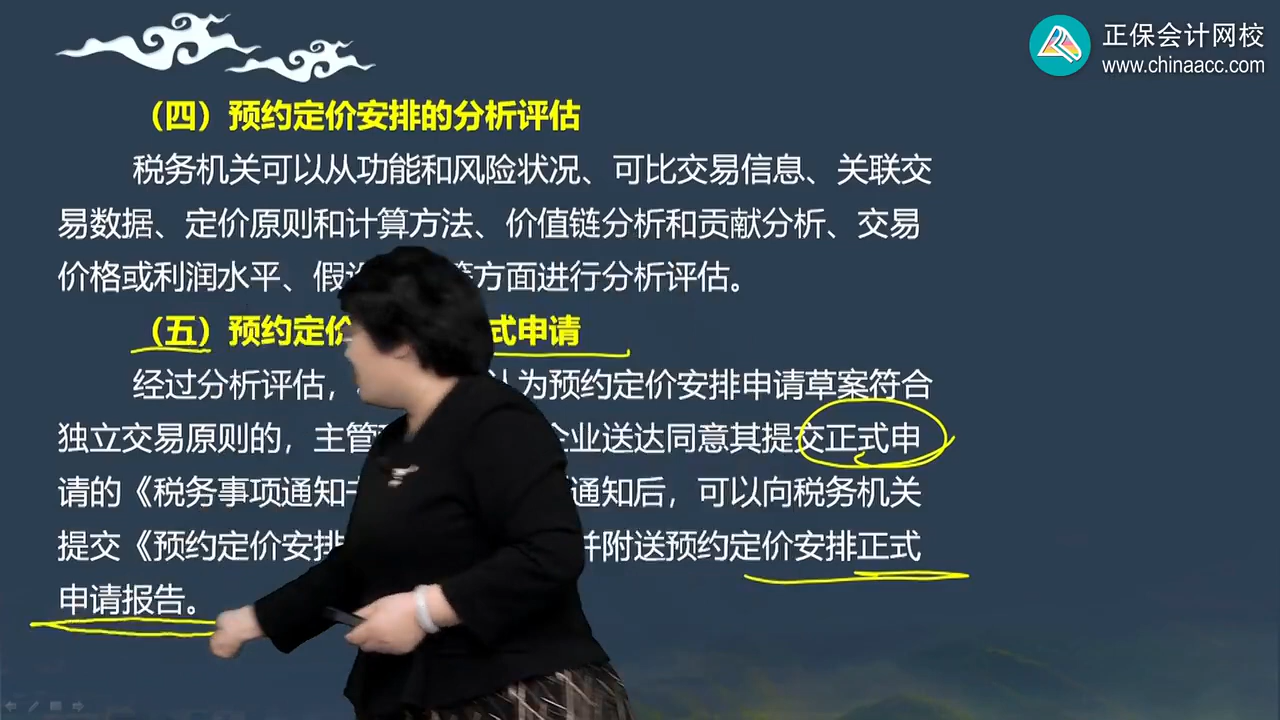 正保会计网校
www.chinaacc.com
（四）预约定价安排的分析评估
税务机关可以从功能和风险状况、可比交易信息、关联交
易数据、定价原则和计算方法、价值链分析和贡献分析、交易
价格或利润水平、假设 等方面进行分析评估。
（五）预约定价 式申请
经过分析评估， 认为预约定价安排申请草案符合
独立交易原则的，主管 企业送达同意其提交正式申
请的《税务事项通知书 通知后，可以向税务机关
提交《预约定价安排 并附送预约定价安排正式
申请报告。